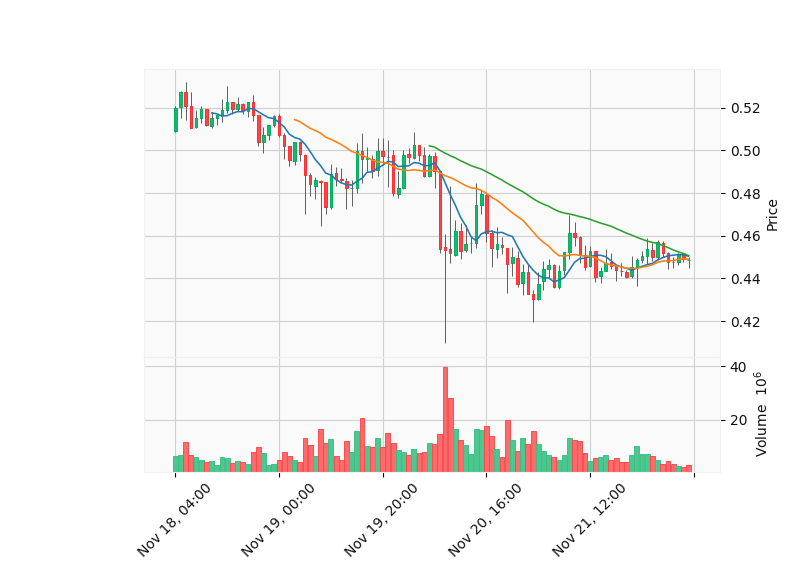 0.52
0.50
0.48
0.46
0.44
0.42
Price
40
20
Volume 10^6
Nov 18, 04:00
Nov 19, 00:00
Nov 19, 20:00
Nov 20, 16:00
Nov 21, 12:00